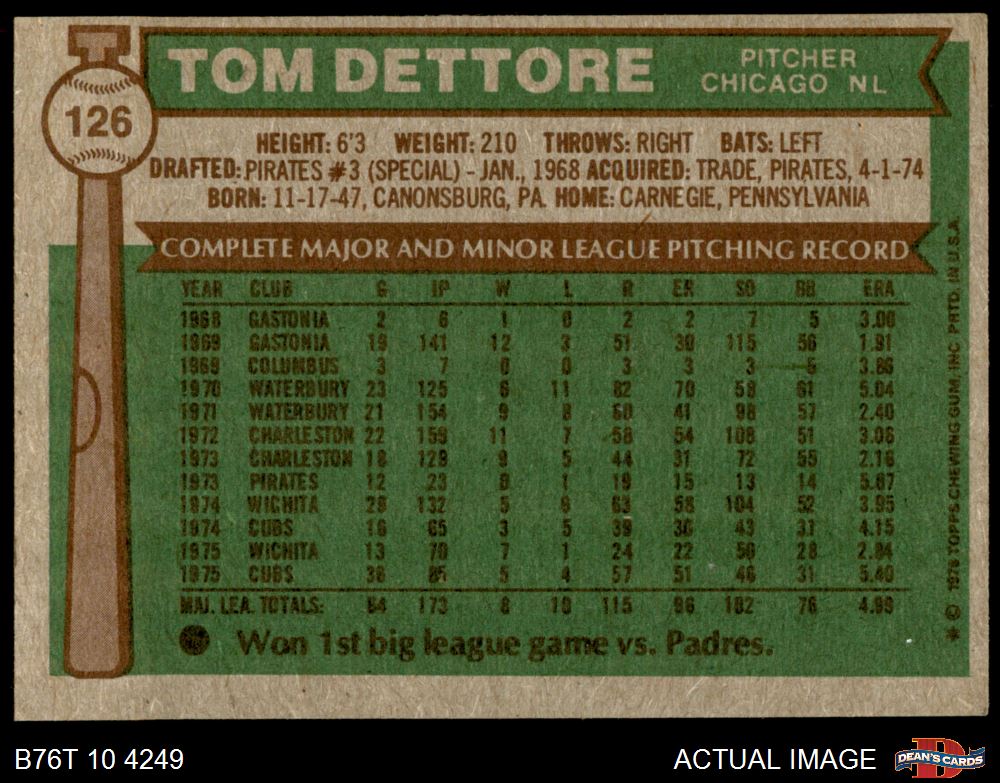 TOM DETTORE
PITCHER
CHICAGO NL
126
HEIGHT: 6'3 WEIGHT: 210 THROWS: RIGHT BATS: LEFT
DRAFTED: PIRATES #3 (SPECIAL) - JAN., 1968 ACQUIRED: TRADE, PIRATES, 4-1-74
BORN: 11-17-47, CANONSBURG, PA. HOME: CARNEGIE, PENNSYLVANIA
COMPLETE MAJOR AND MINOR LEAGUE PITCHING RECORD
YEAR CLUB G IP W L R ER SO BB ERA
1968 GASTONIA 2 6 1 0 2 2 7 5 3.00
1969 GASTONIA 19 141 12 3 51 30 115 56 1.91
1969 COLUMBUS 3 7 0 0 3 3 3 5 3.86
1970 WATERBURY 23 125 6 11 82 70 59 61 5.04
1971 WATERBURY 21 154 9 8 60 41 98 57 2.40
1972 CHARLESTON 22 159 11 7 58 54 108 51 3.06
1973 CHARLESTON 18 129 9 5 44 31 72 55 2.16
1973 PIRATES 12 23 0 1 19 15 13 14 5.87
1974 WICHITA 28 132 5 6 63 58 104 52 3.95
1974 CUBS 16 65 3 5 39 30 43 31 4.15
1975 WICHITA 13 70 7 1 24 22 50 28 2.84
1975 CUBS 36 85 5 4 57 51 46 31 5.40
MAJ. LEA. TOTALS: 64 173 8 10 115 96 102 76 4.99
Won 1st big league game vs. Padres.
* © 1976 TOPPS CHEWING GUM, INC. PRTD. IN U.S.A.
B76T 10 4249
ACTUAL IMAGE
D
DEAN'S CARDS